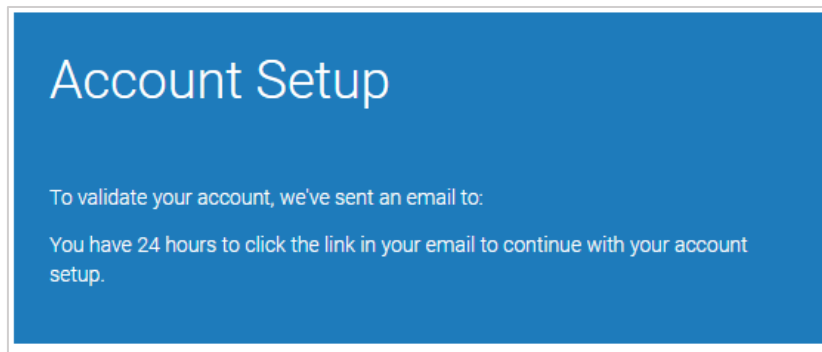 Account Setup
To validate your account, we've sent an email to:
You have 24 hours to click the link in your email to continue with your account
setup.